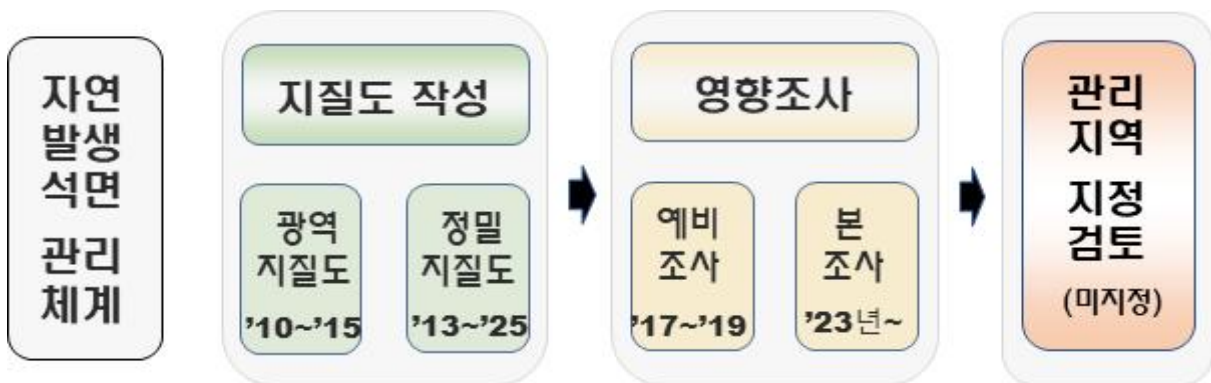 자연
발생
석면
관리
체계
지질도 작성
광역
지질도
’10~’15
정밀
지질도
’13~’25
영향조사
예비
조사
’17~’19
본
조사
’23년~
관리
지역
지정
검토
(미지정)